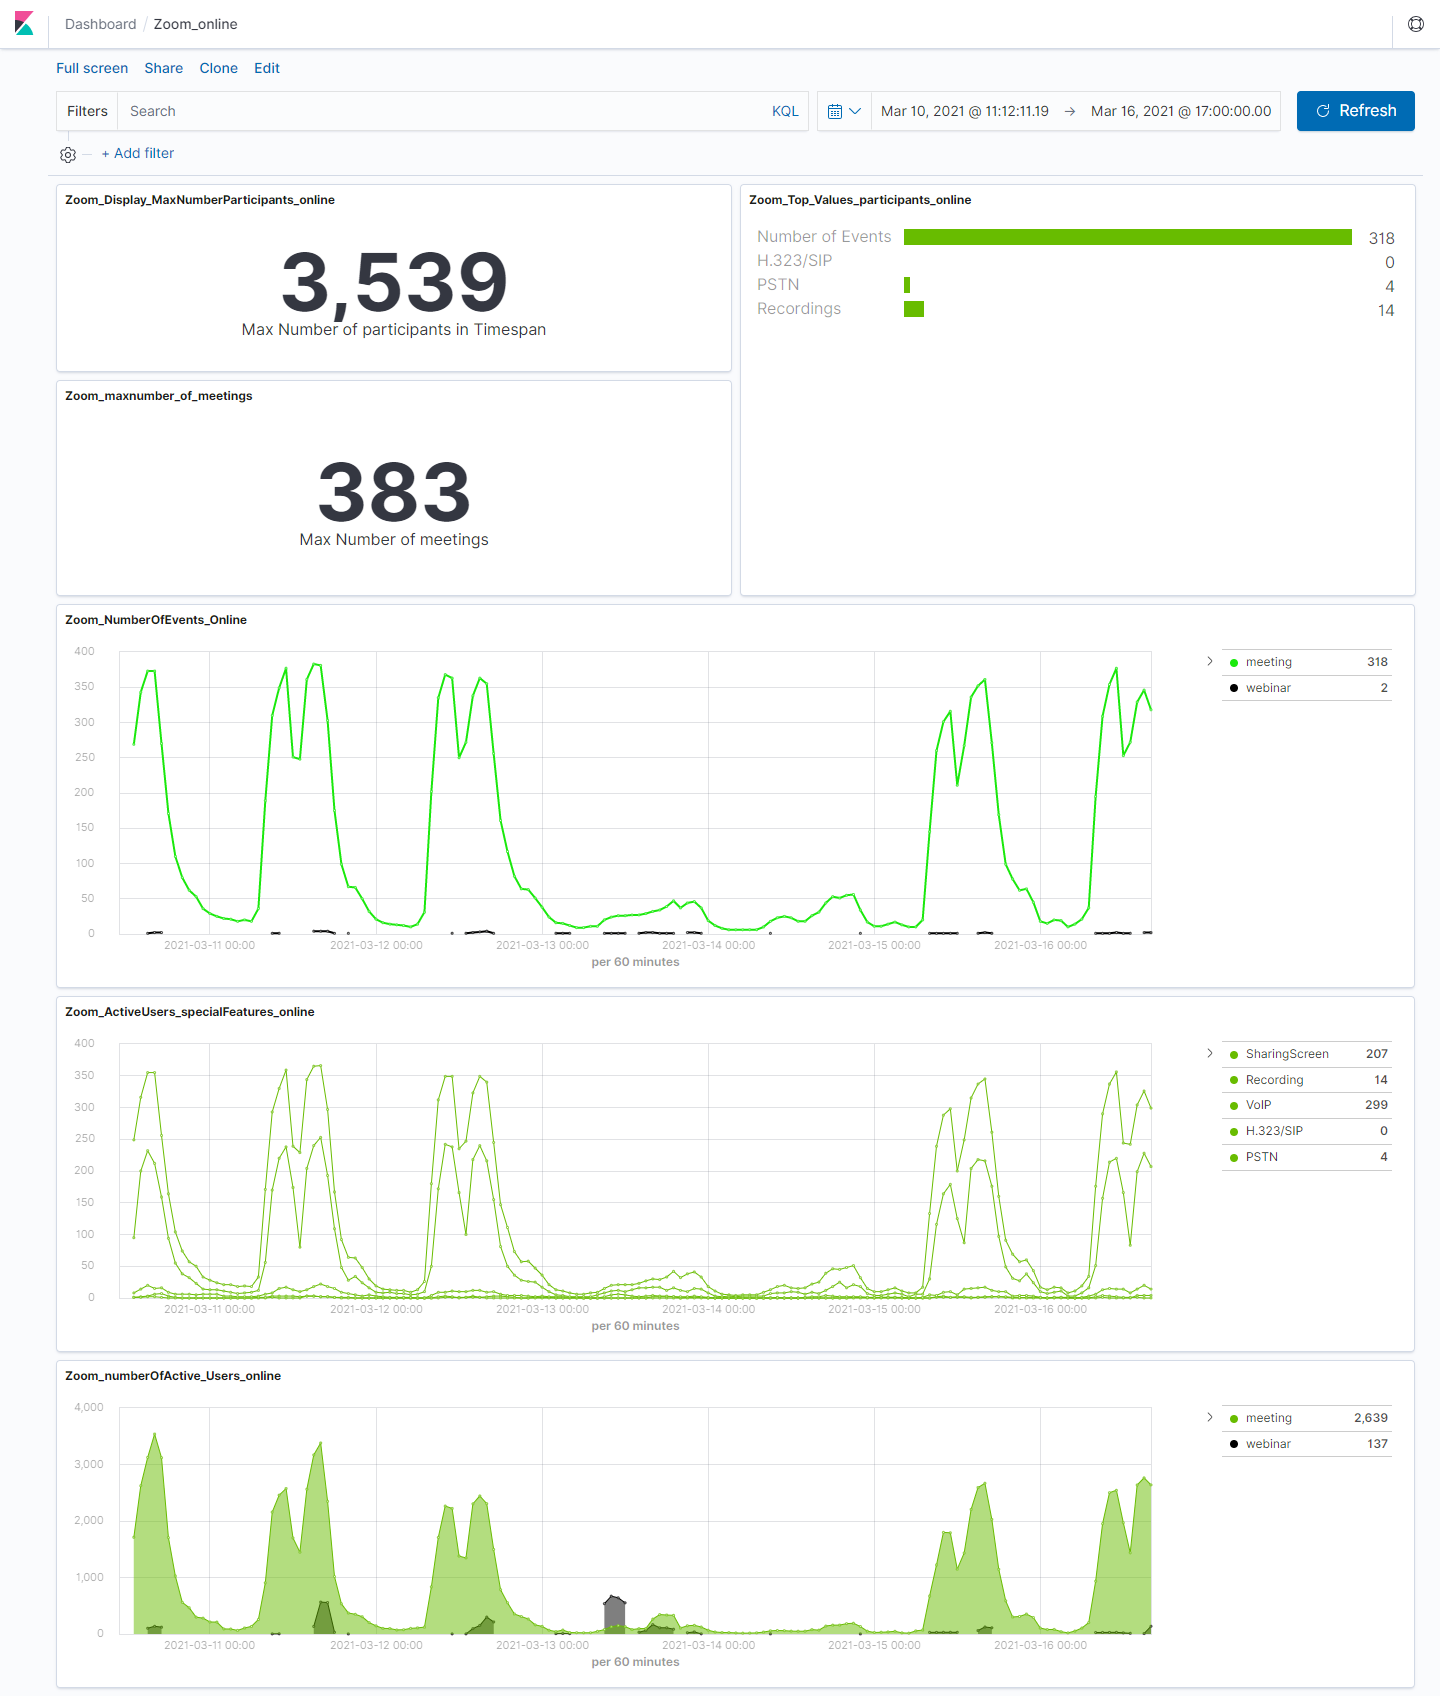 Dashboard / Zoom_online
Full screen Share Clone Edit
Filters Search KQL Mar 10, 2021 @ 11:12:11.19 → Mar 16, 2021 @ 17:00:00.00 Refresh
+ Add filter
Zoom_Display_MaxNumberParticipants_online
3,539
Max Number of participants in Timespan
Zoom_Top_Values_participants_online
Number of Events 318
H.323/SIP 0
PSTN 4
Recordings 14
Zoom_maxnumber_of_meetings
383
Max Number of meetings
Zoom_NumberOfEvents_Online
400
350
300
250
200
150
100
50
0
2021-03-11 00:00 2021-03-12 00:00 2021-03-13 00:00 2021-03-14 00:00 2021-03-15 00:00 2021-03-16 00:00
per 60 minutes
meeting 318
webinar 2
Zoom_ActiveUsers_specialFeatures_online
400
350
300
250
200
150
100
50
0
2021-03-11 00:00 2021-03-12 00:00 2021-03-13 00:00 2021-03-14 00:00 2021-03-15 00:00 2021-03-16 00:00
per 60 minutes
SharingScreen 207
Recording 14
VoIP 299
H.323/SIP 0
PSTN 4
Zoom_numberOfActive_Users_online
4,000
3,000
2,000
1,000
0
2021-03-11 00:00 2021-03-12 00:00 2021-03-13 00:00 2021-03-14 00:00 2021-03-15 00:00 2021-03-16 00:00
per 60 minutes
meeting 2,639
webinar 137